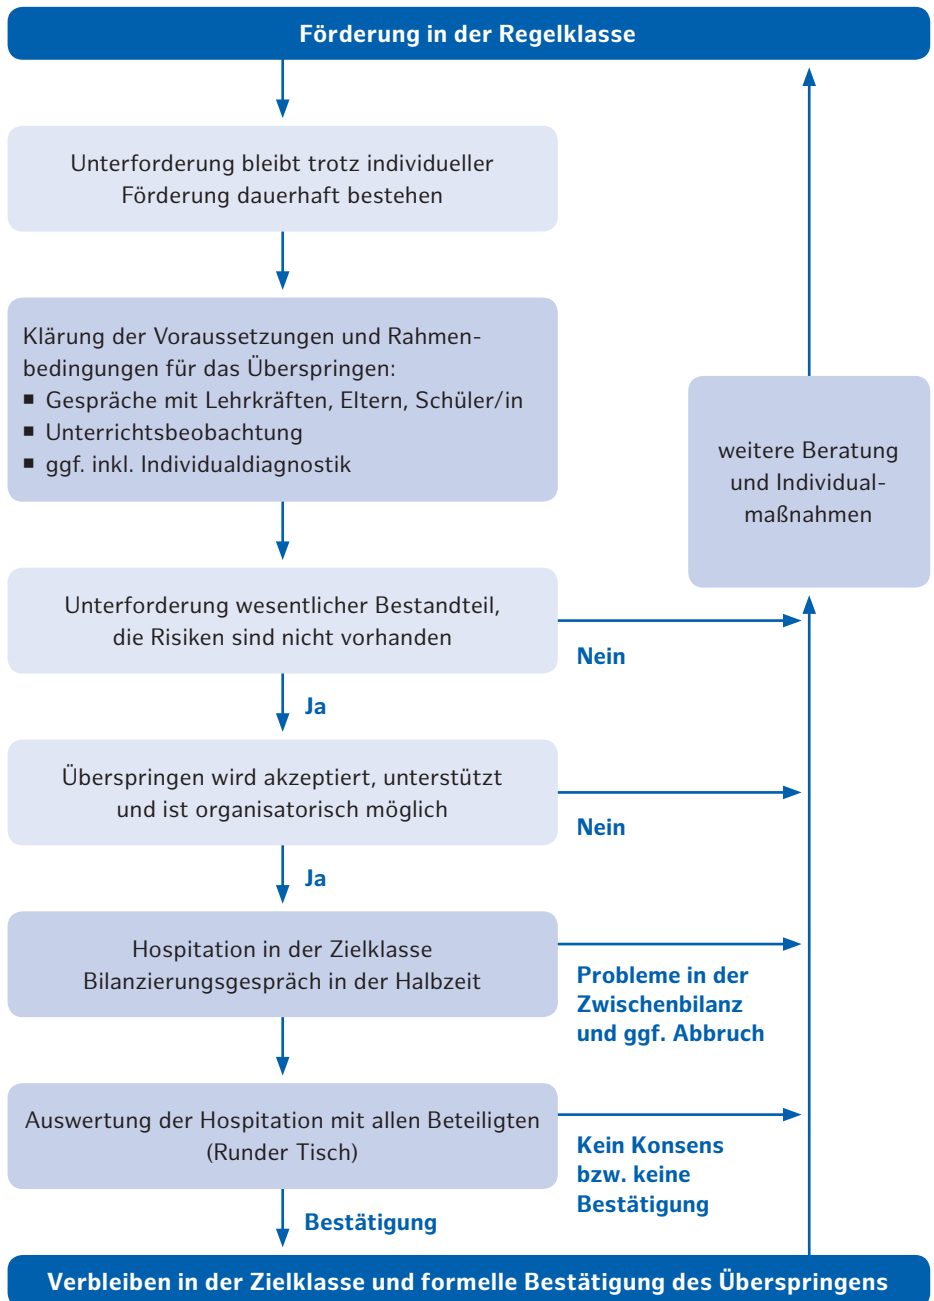 Förderung in der Regelklasse
Unterforderung bleibt trotz individueller
Förderung dauerhaft bestehen
Klärung der Voraussetzungen und Rahmen-
bedingungen für das Überspringen:
▪ Gespräche mit Lehrkräften, Eltern, Schüler/in
▪ Unterrichtsbeobachtung
▪ ggf. inkl. Individualdiagnostik
weitere Beratung
und Individual-
maßnahmen
Unterforderung wesentlicher Bestandteil,
die Risiken sind nicht vorhanden
Nein
Ja
Überspringen wird akzeptiert, unterstützt
und ist organisatorisch möglich
Nein
Ja
Hospitation in der Zielklasse
Bilanzierungsgespräch in der Halbzeit
Probleme in der
Zwischenbilanz
und ggf. Abbruch
Auswertung der Hospitation mit allen Beteiligten
(Runder Tisch)
Kein Konsens
bzw. keine
Bestätigung
Bestätigung
Verbleiben in der Zielklasse und formelle Bestätigung des Überspringens